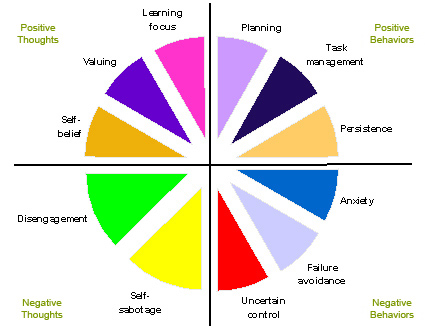 Positive
Thoughts
Learning
focus
Planning
Positive
Behaviors
Valuing
Task
management
Self-
belief
Persistence
Disengagement
Anxiety
Self-
sabotage
Failure
avoidance
Uncertain
control
Negative
Thoughts
Negative
Behaviors